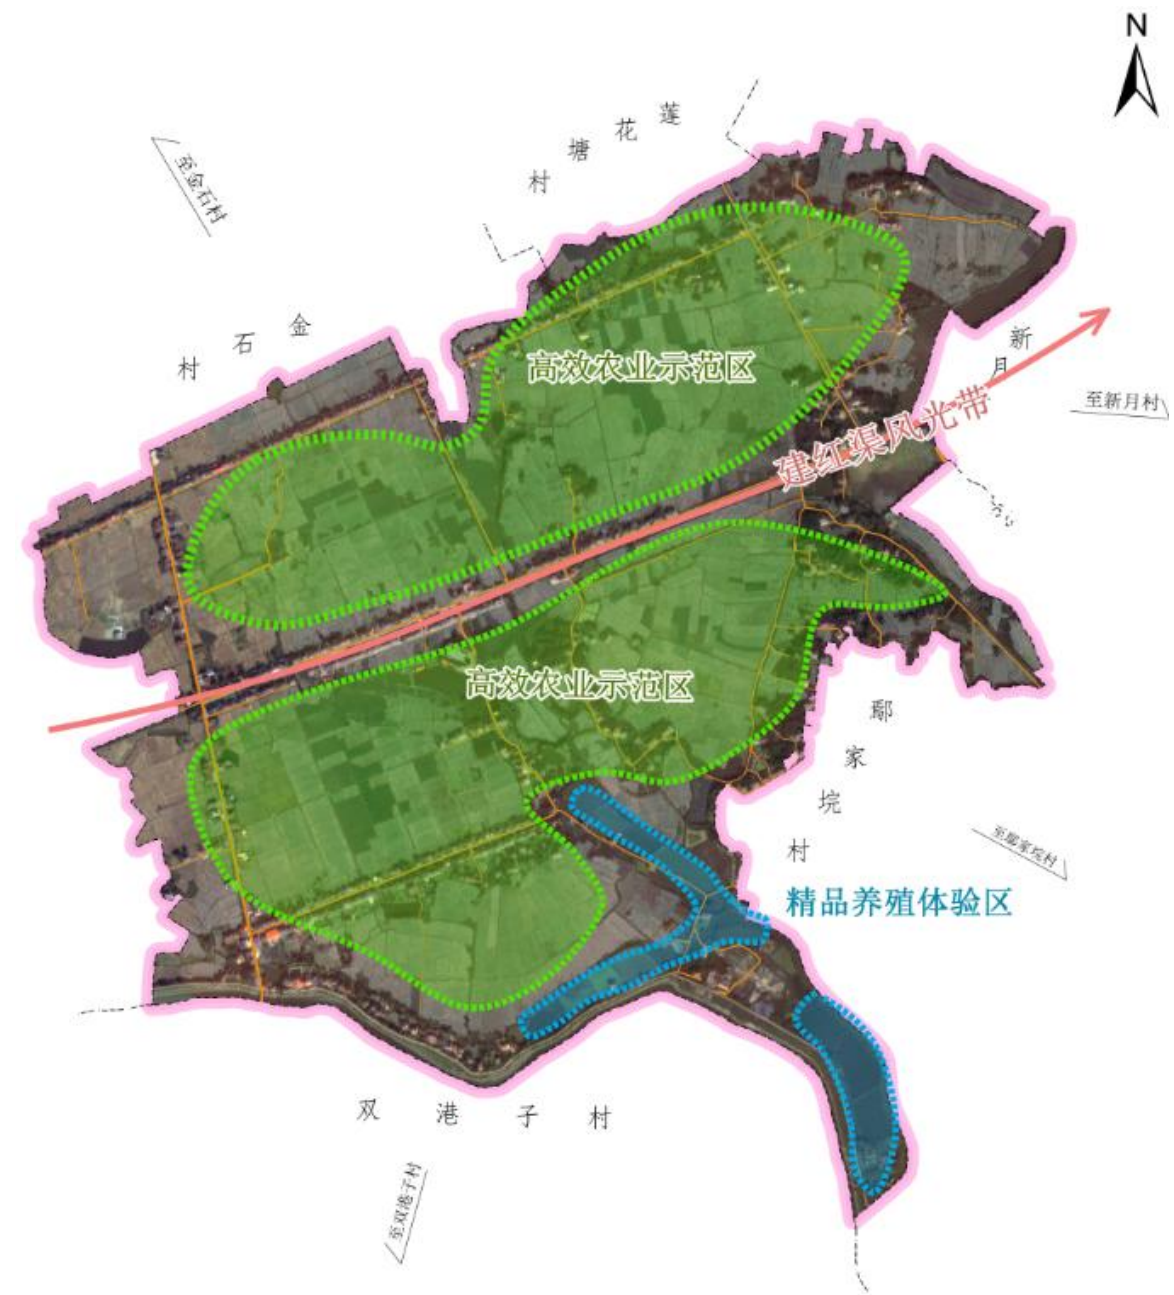 N
莲花塘村
至金石村
金石村
高效农业示范区
新月
至新月村
建红渠风光带
高效农业示范区
鄢家垸村
至鄢家垸村
精品养殖体验区
双港子村
至双港子村